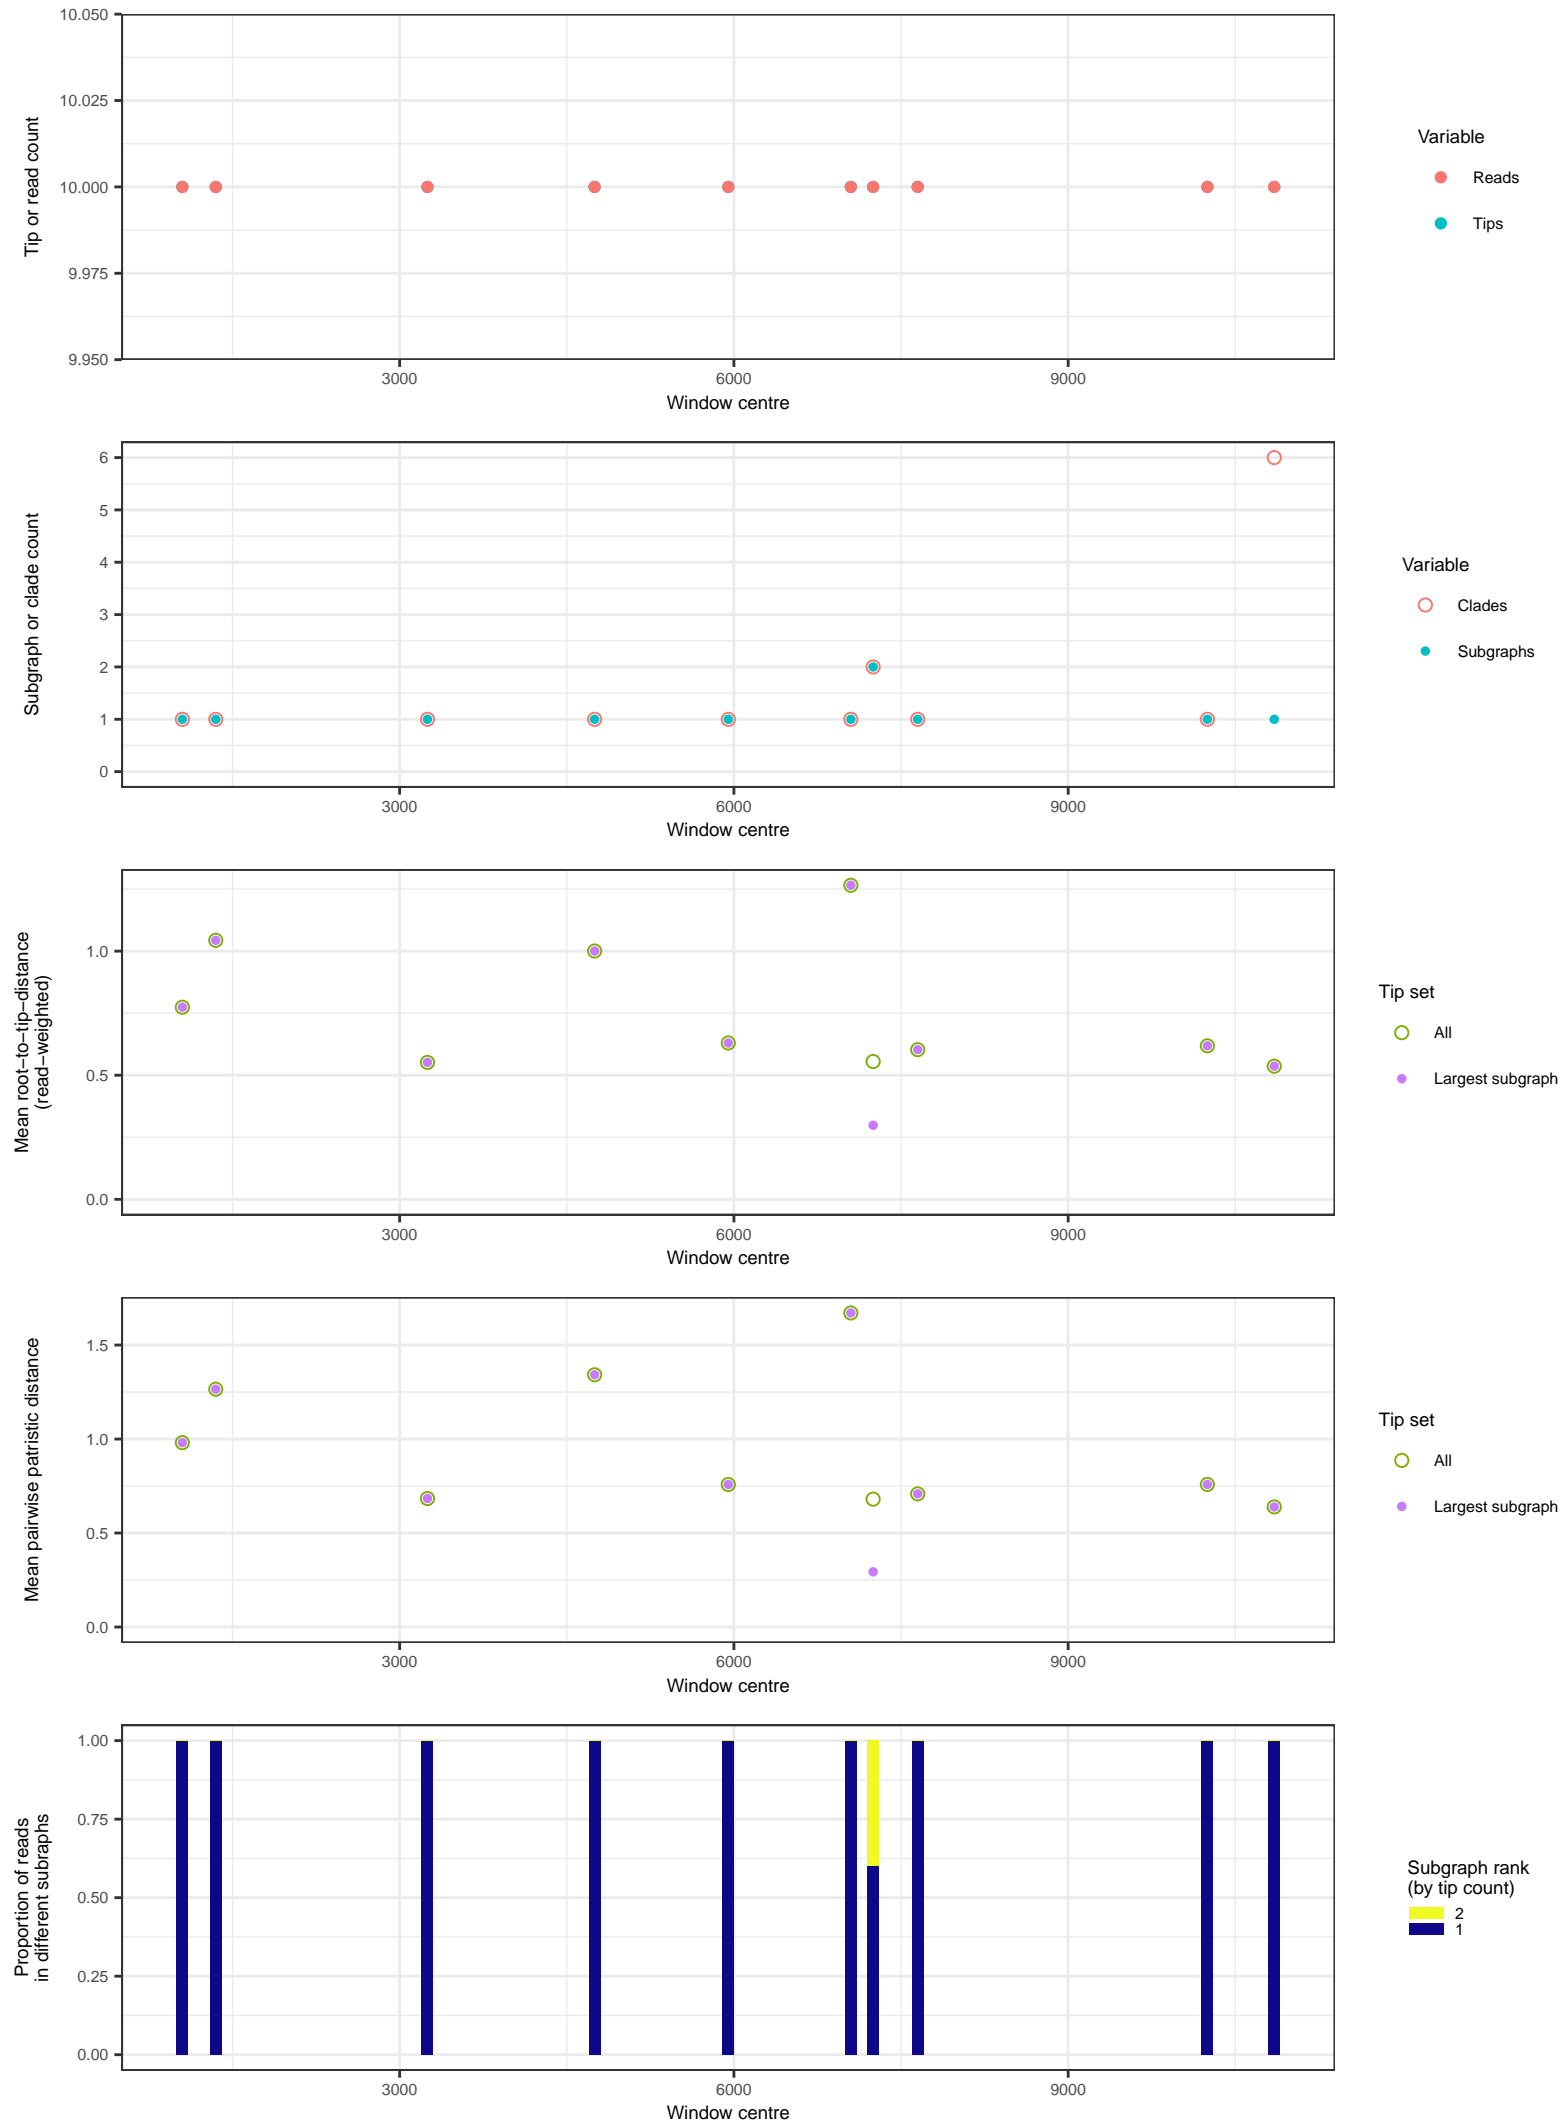 10.050
10.025
10.000
9.975
9.950
Tip or read count
3000 6000 9000
Window centre
Variable
Reads
Tips
6
5
4
3
2
1
0
Subgraph or clade count
3000 6000 9000
Window centre
Variable
Clades
Subgraphs
1.0
0.5
0.0
Mean root−to−tip−distance
(read−weighted)
3000 6000 9000
Window centre
Tip set
All
Largest subgraph
1.5
1.0
0.5
0.0
Mean pairwise patristic distance
3000 6000 9000
Window centre
Tip set
All
Largest subgraph
1.00
0.75
0.50
0.25
0.00
Proportion of reads
in different subraphs
3000 6000 9000
Window centre
Subgraph rank
(by tip count)
2
1